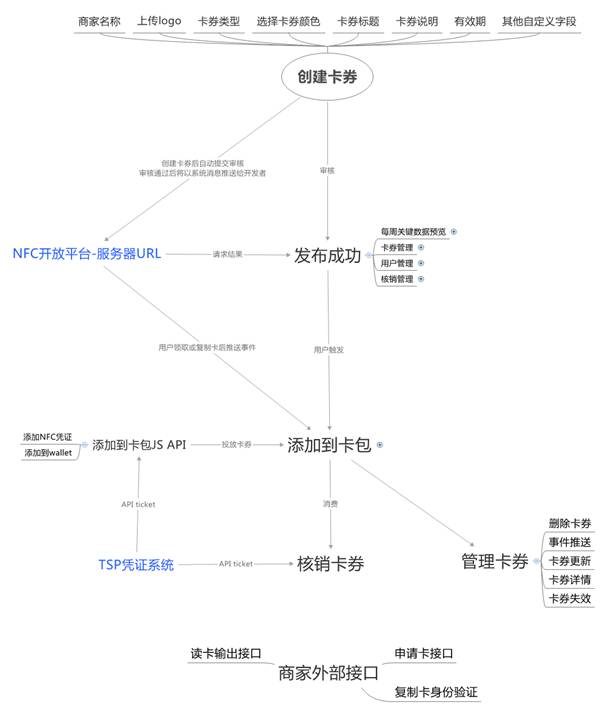 商家名称
上传logo
卡券类型
选择卡券颜色
卡券标题
卡券说明
有效期
其他自定义字段
创建卡券
创建卡券后自动提交审核
审核通过后将以系统消息推送给开发者
审核
NFC开放平台-服务器URL
请求结果
发布成功
每周关键数据预览
卡券管理
用户管理
核销管理
用户领取或复制卡后推送事件
用户触发
添加NFC凭证
添加到wallet
添加到卡包JS API
投放卡券
添加到卡包
API ticket
消费
TSP凭证系统
API ticket
核销卡券
管理卡券
删除卡券
事件推送
卡券更新
卡券详情
卡券失效
读卡输出接口
商家外部接口
申请卡接口
复制卡身份验证